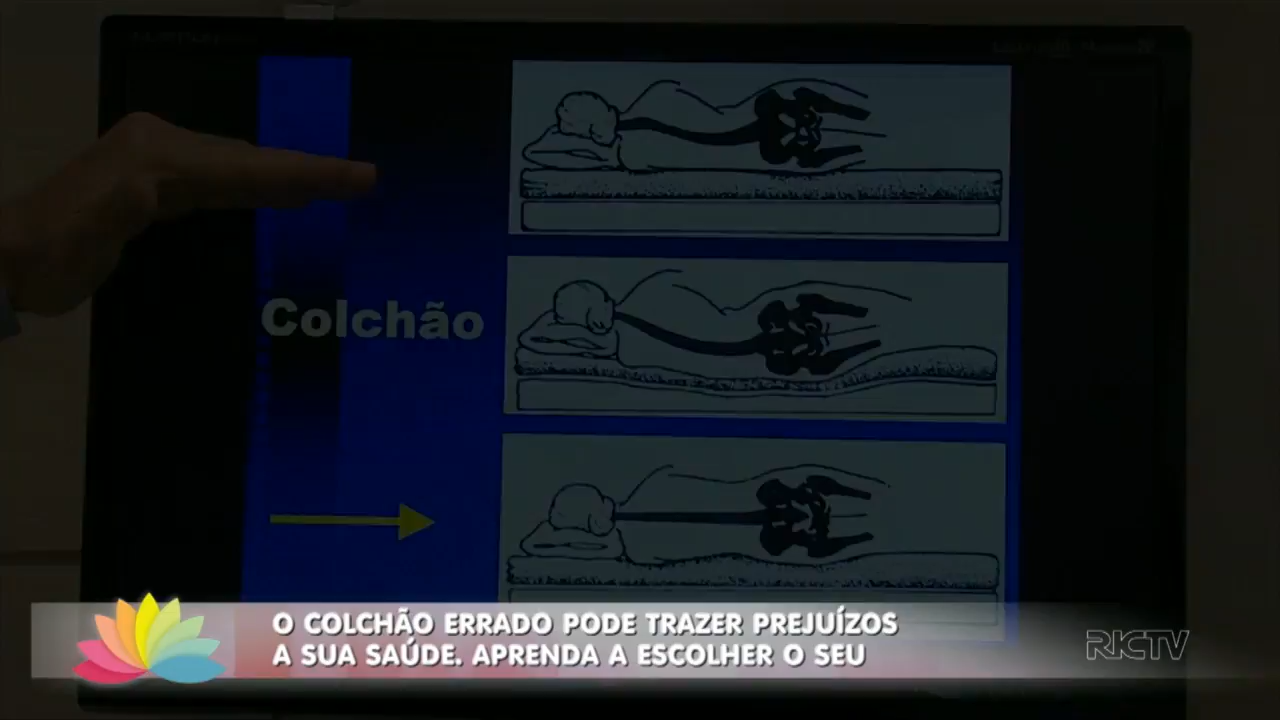 Colchão
O COLCHÃO ERRADO PODE TRAZER PREJUÍZOS
A SUA SAÚDE. APRENDA A ESCOLHER O SEU
RICTV